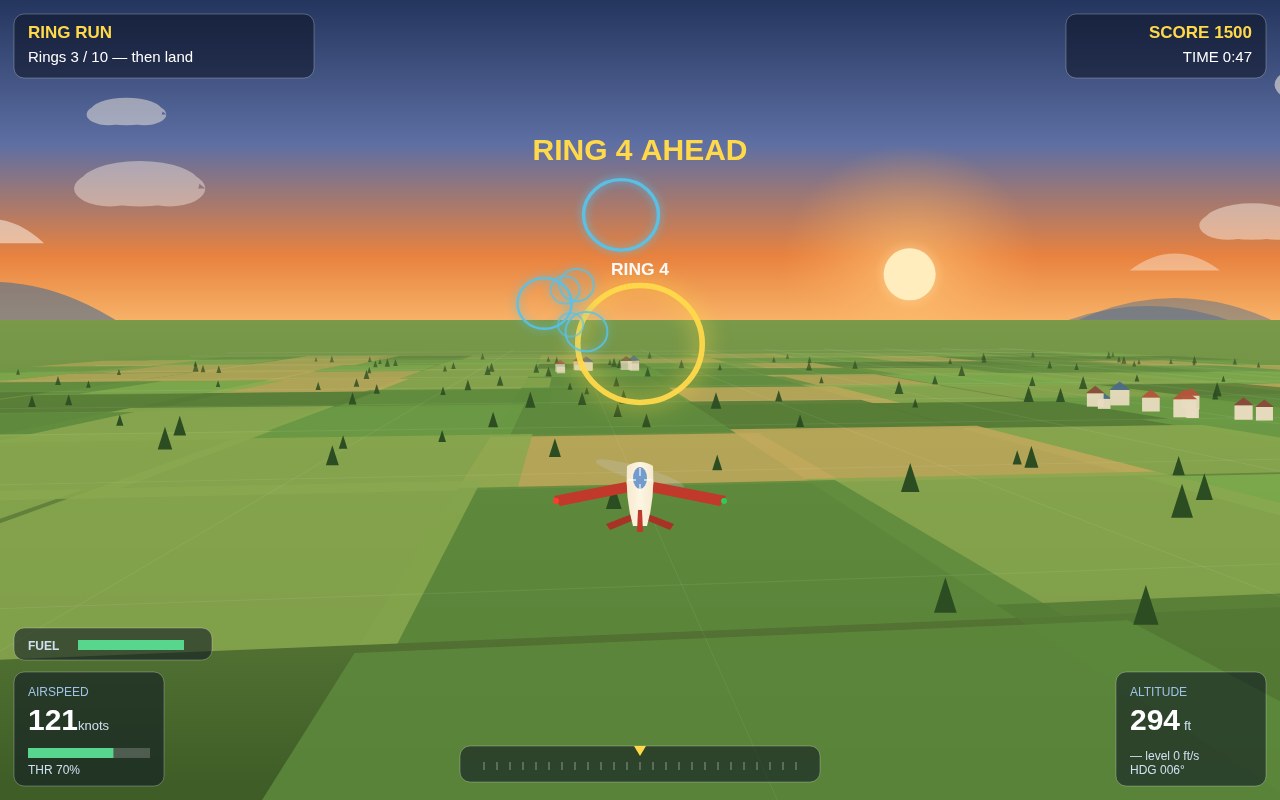 RING RUN
Rings 3 / 10 — then land
SCORE 1500
TIME 0:47
RING 4 AHEAD
RING 4
FUEL
AIRSPEED
121knots
THR 70%
ALTITUDE
294 ft
— level 0 ft/s
HDG 006°